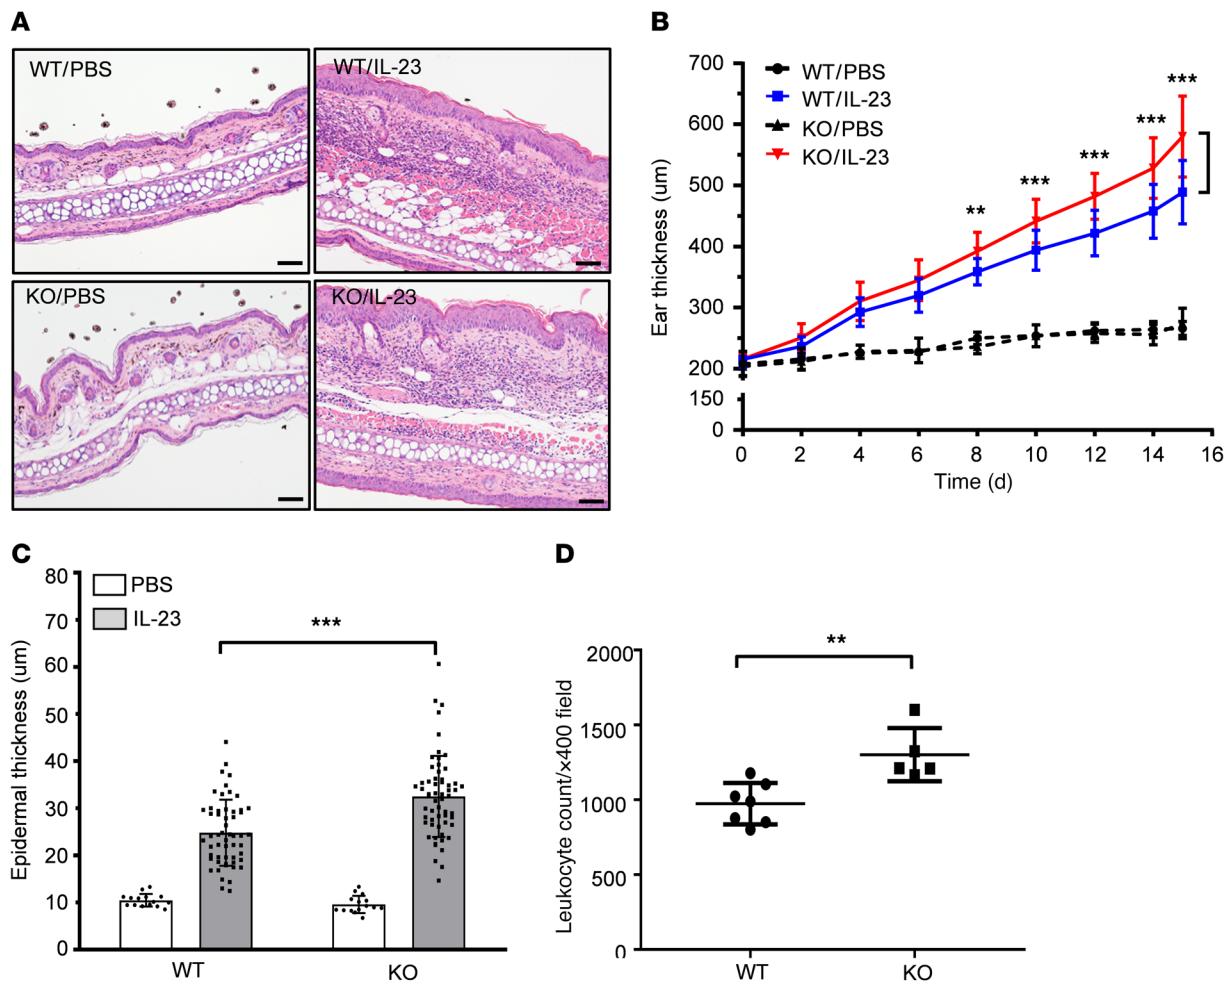 A
WT/PBS
WT/IL-23
KO/PBS
KO/IL-23
B
700
600
500
400
300
200
150
0
Ear thickness (um)
WT/PBS
WT/IL-23
KO/PBS
KO/IL-23
**
***
***
***
***
0 2 4 6 8 10 12 14 16
Time (d)
C
80
70
60
50
40
30
20
10
0
Epidermal thickness (um)
PBS
IL-23
***
WT KO
D
2000
1500
1000
500
0
Leukocyte count/×400 field
**
WT KO